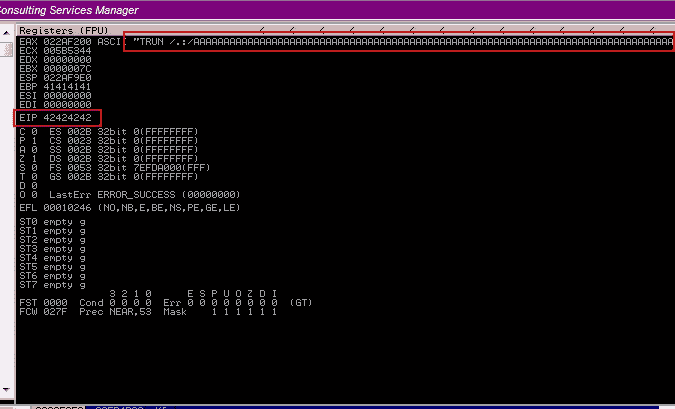 Consulting Services Manager
Registers (FPU) / / / / / / / / / / /
EAX 022AF200 ASCII "TRUN /.:/AAAAAAAAAAAAAAAAAAAAAAAAAAAAAAAAAAAAAAAAAAAAAAAAAAAAAAAAAAAAAAAAAAAAAAAAAAAAAAAA
ECX 005B5344
EDX 00000000
EBX 0000007C
ESP 022AF9E0
EBP 41414141
ESI 00000000
EDI 00000000
EIP 42424242
C 0 ES 002B 32bit 0(FFFFFFFF)
P 1 CS 0023 32bit 0(FFFFFFFF)
A 0 SS 002B 32bit 0(FFFFFFFF)
Z 1 DS 002B 32bit 0(FFFFFFFF)
S 0 FS 0053 32bit 7EFDA000(FFF)
T 0 GS 002B 32bit 0(FFFFFFFF)
D 0
O 0 LastErr ERROR_SUCCESS (00000000)
EFL 00010246 (NO,NB,E,BE,NS,PE,GE,LE)
ST0 empty g
ST1 empty g
ST2 empty g
ST3 empty g
ST4 empty g
ST5 empty g
ST6 empty g
ST7 empty g
3 2 1 0 E S P U O Z D I
FST 0000 Cond 0 0 0 0 Err 0 0 0 0 0 0 0 0 (GT)
FCW 027F Prec NEAR,53 Mask 1 1 1 1 1 1